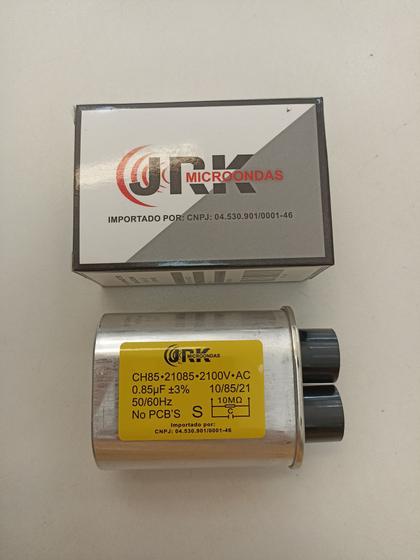 JRK
MICROONDAS
IMPORTADO POR: CNPJ: 04.530.901/0001-46
JRK
MICROONDAS
CH85•21085•2100V•AC
0.85µF ±3% 10/85/21
50/60Hz 10MΩ
No PCB'S S C
Importado por:
CNPJ: 04.530.901/0001-46